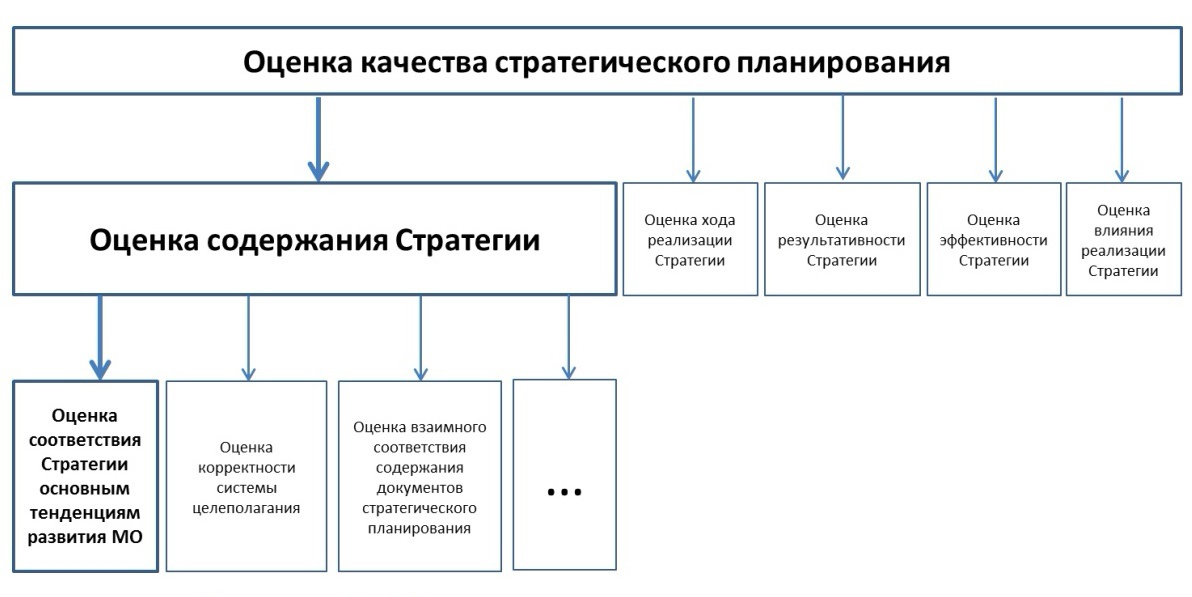 Оценка качества стратегического планирования
Оценка содержания Стратегии
Оценка хода
реализации
Стратегии
Оценка
результативности
Стратегии
Оценка
эффективности
Стратегии
Оценка
влияния
реализации
Стратегии
Оценка
соответствия
Стратегии
основным
тенденциям
развития МО
Оценка
корректности
системы
целеполагания
Оценка взаимного
соответствия
содержания
документов
стратегического
планирования
...